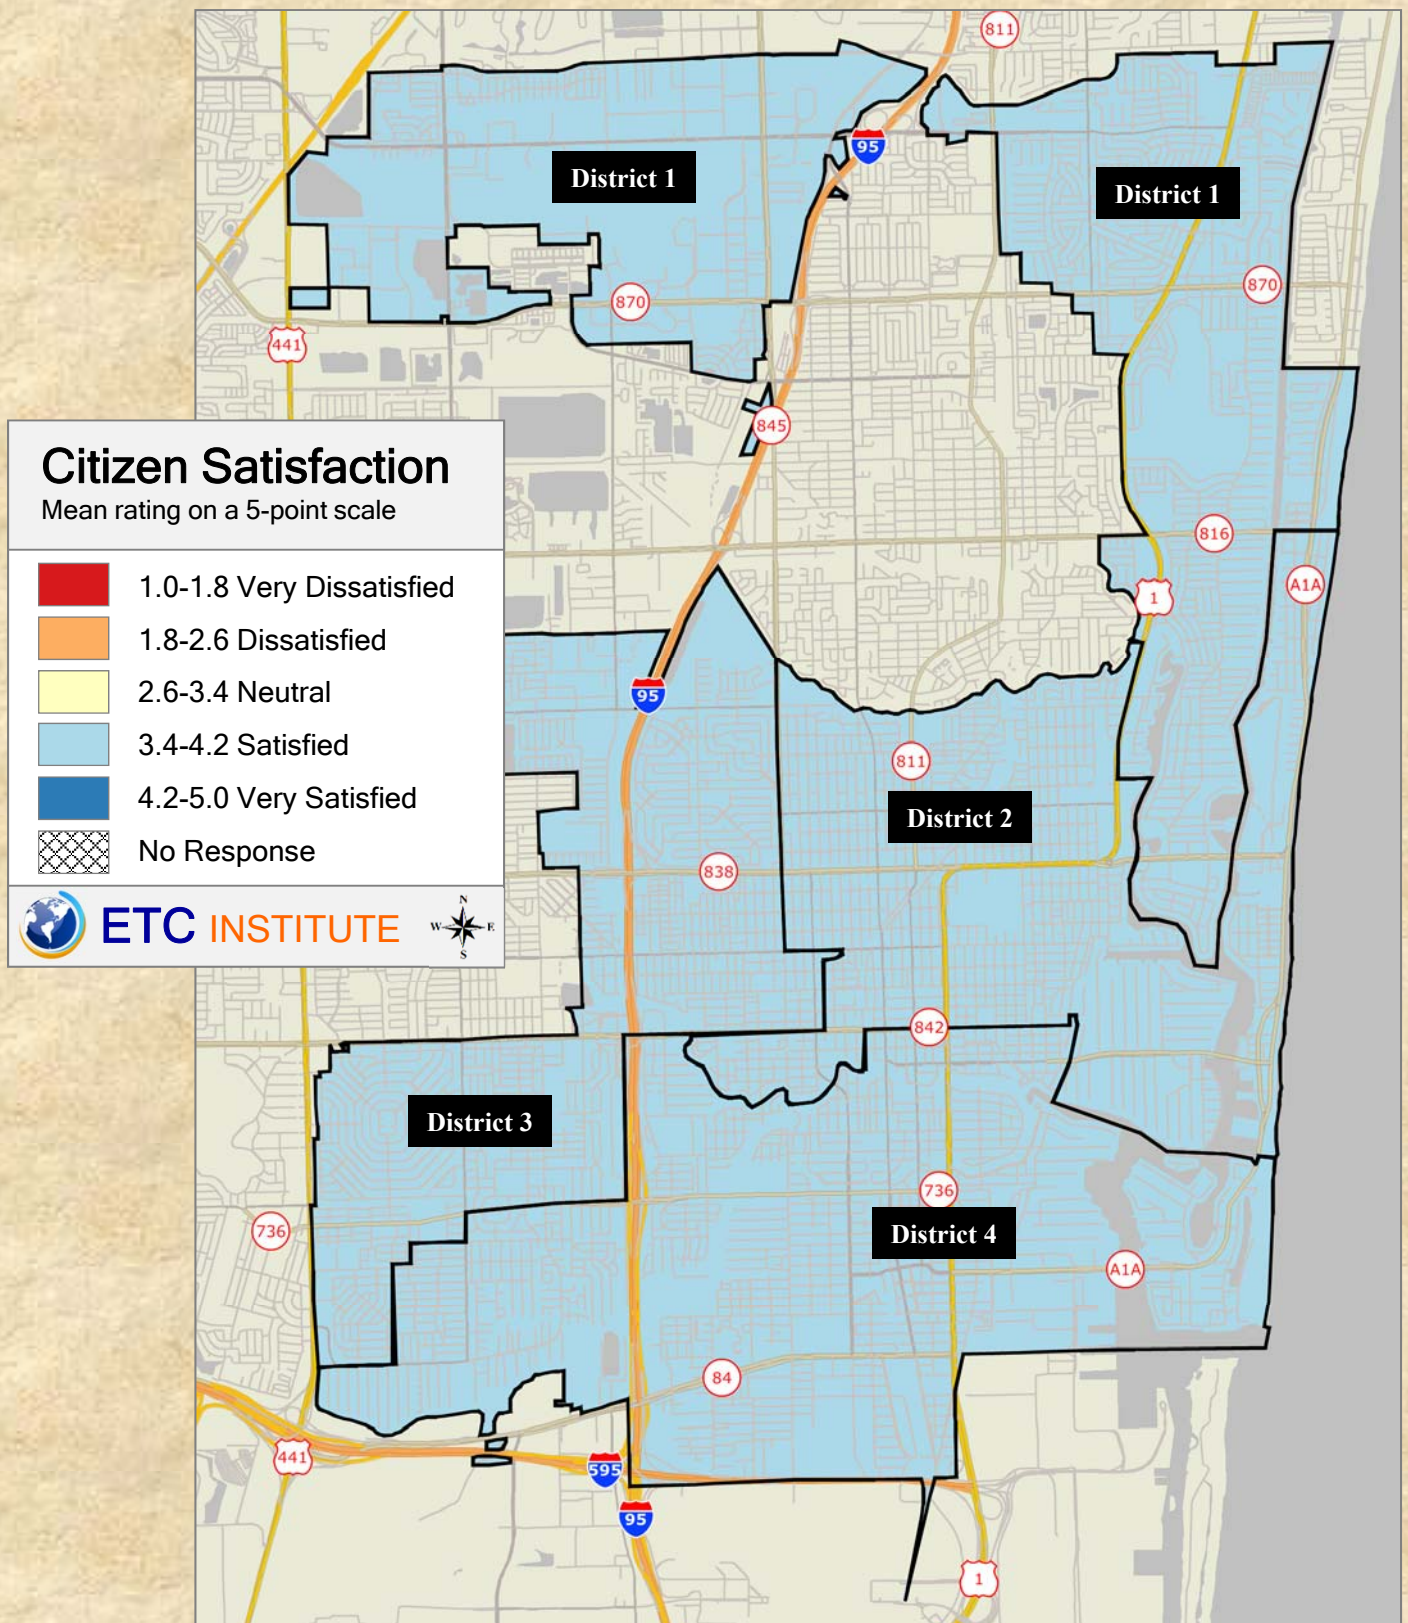 811
95
District 1
District 1
870
870
441
845
Citizen Satisfaction
Mean rating on a 5-point scale
1.0-1.8 Very Dissatisfied
1.8-2.6 Dissatisfied
2.6-3.4 Neutral
3.4-4.2 Satisfied
4.2-5.0 Very Satisfied
No Response
ETC INSTITUTE
N
W E
S
816
A1A
1
95
811
District 2
838
842
District 3
736
736
District 4
A1A
84
441
595
95
1